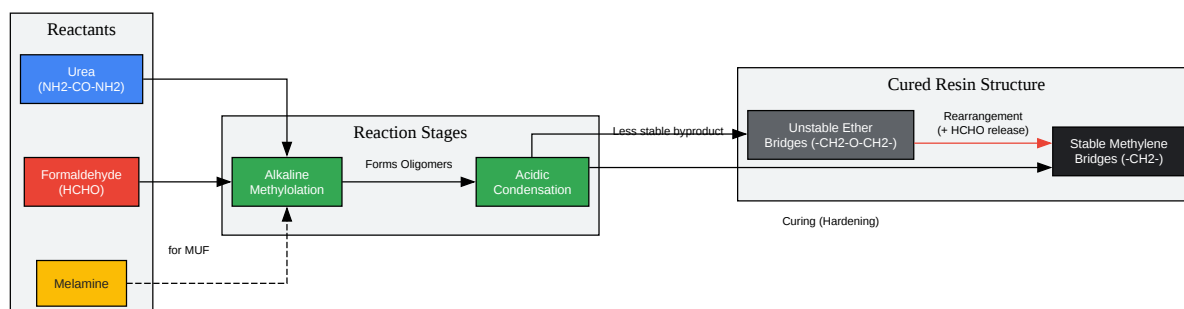 Reactants
Urea
(NH2-CO-NH2)
Formaldehyde
(HCHO)
Melamine
for MUF
Reaction Stages
Alkaline
Methylolation
Forms Oligomers
Acidic
Condensation
Less stable byproduct
Cured Resin Structure
Unstable Ether
Bridges (-CH2-O-CH2-)
Rearrangement
(+ HCHO release)
Stable Methylene
Bridges (-CH2-)
Curing (Hardening)